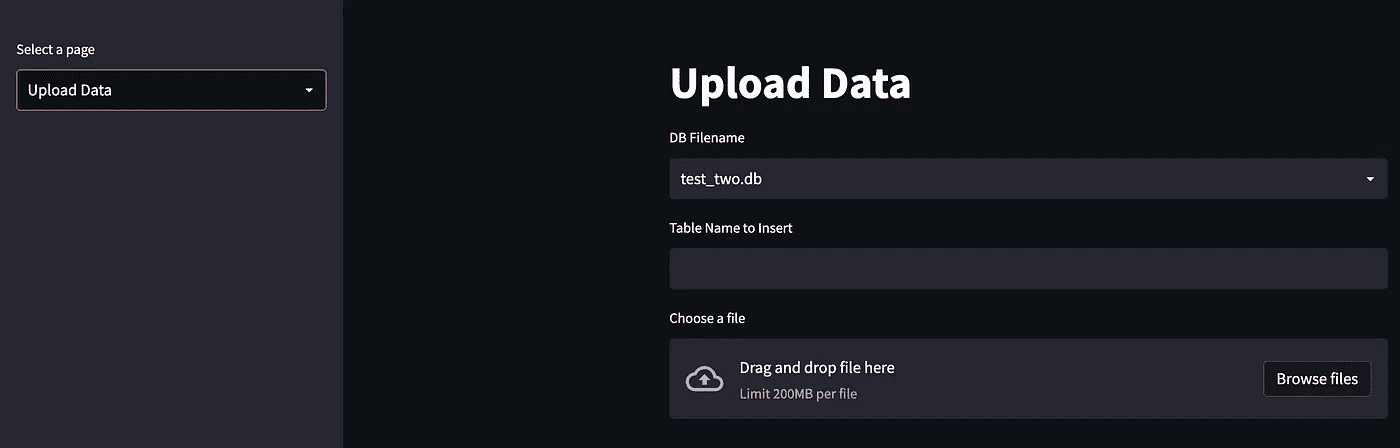 Select a page
Upload Data
Upload Data
DB Filename
test_two.db
Table Name to Insert
Choose a file
Drag and drop file here
Limit 200MB per file
Browse files